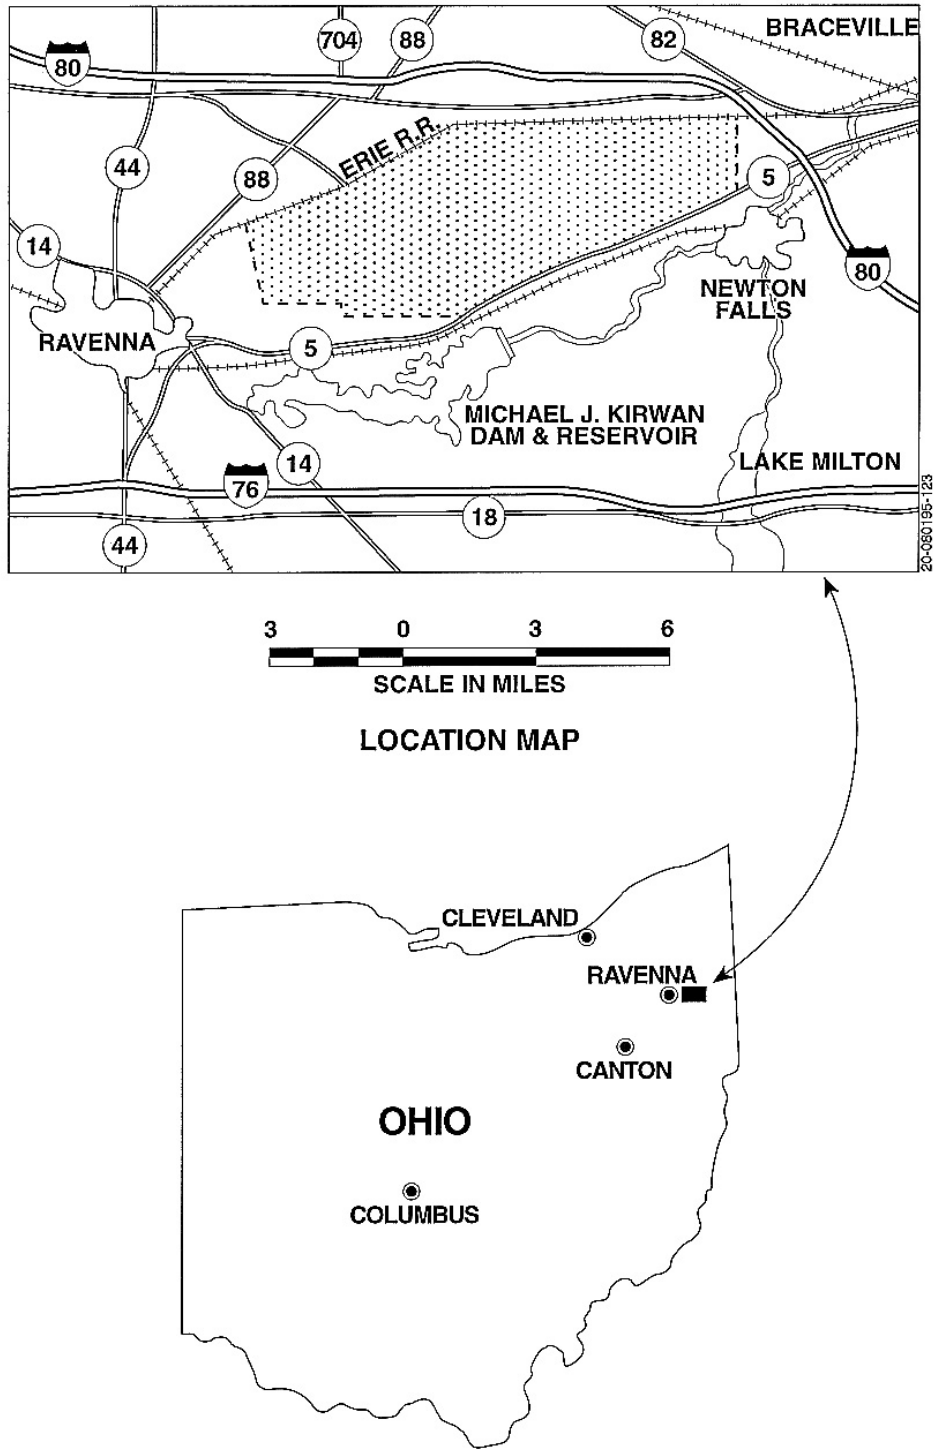 BRACEVILLE
704
88
82
80
ERIE R.R.
44
88
5
14
80
NEWTON
FALLS
RAVENNA
5
MICHAEL J. KIRWAN
DAM & RESERVOIR
14
LAKE MILTON
76
18
44
20-080195-123
3 0 3 6
SCALE IN MILES
LOCATION MAP
CLEVELAND
RAVENNA
CANTON
OHIO
COLUMBUS